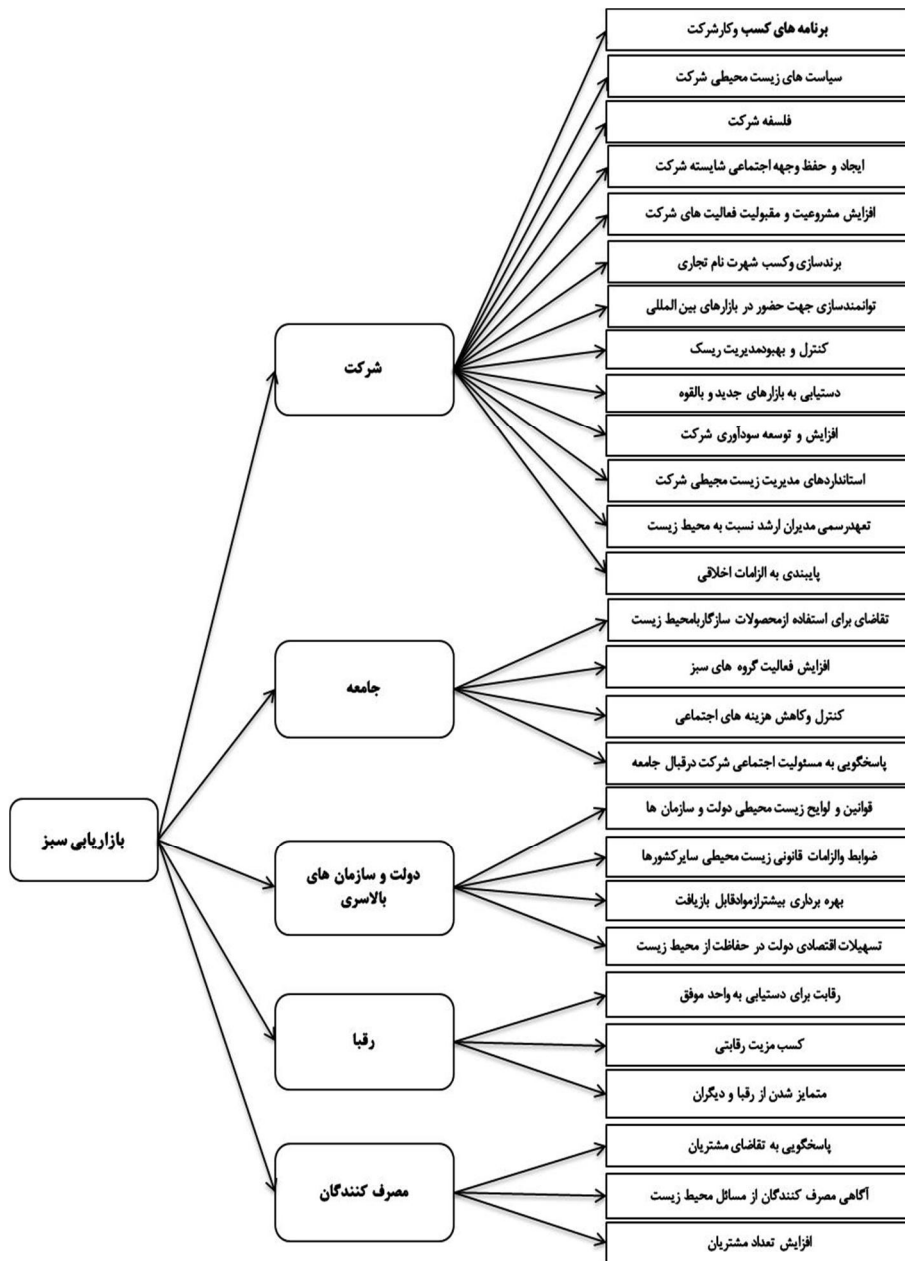 برنامه های کسب وکارشرکت
سیاست های زیست محیطی شرکت
فلسفه شرکت
ایجاد و حفظ وجهه اجتماعی شایسته شرکت
افزایش مشروعیت و مقبولیت فعالیت های شرکت
برندسازی وکسب شهرت نام تجاری
توانمندسازی جهت حضور در بازارهای بین المللی
کنترل و بهبودمدیریت ریسک
دستیابی به بازارهای جدید و بالقوه
افزایش و توسعه سودآوری شرکت
استانداردهای مدیریت زیست مجیطی شرکت
تعهدرسمی مدیران ارشد نسبت به محیط زیست
پایبندی به الزامات اخلاقی
شرکت
تقاضای برای استفاده ازمحصولات سازگاربامحیط زیست
افزایش فعالیت گروه های سبز
کنترل وکاهش هزینه های اجتماعی
پاسخگویی به مسئولیت اجتماعی شرکت درقبال جامعه
جامعه
قوانین و لوایح زیست محیطی دولت و سازمان ها
ضوابط والزامات قانونی زیست محیطی سایرکشورها
بهره برداری بیشترازموادقابل بازیافت
تسهیلات اقتصادی دولت در حفاظت از محیط زیست
دولت و سازمان های
بالاسری
بازاریابی سبز
رقابت برای دستیابی به واحد موفق
کسب مزیت رقابتی
متمایز شدن از رقبا و دیگران
رقبا
پاسخگویی به تقاضای مشتریان
آگاهی مصرف کنندگان از مسائل محیط زیست
افزایش تعداد مشتریان
مصرف کنندگان